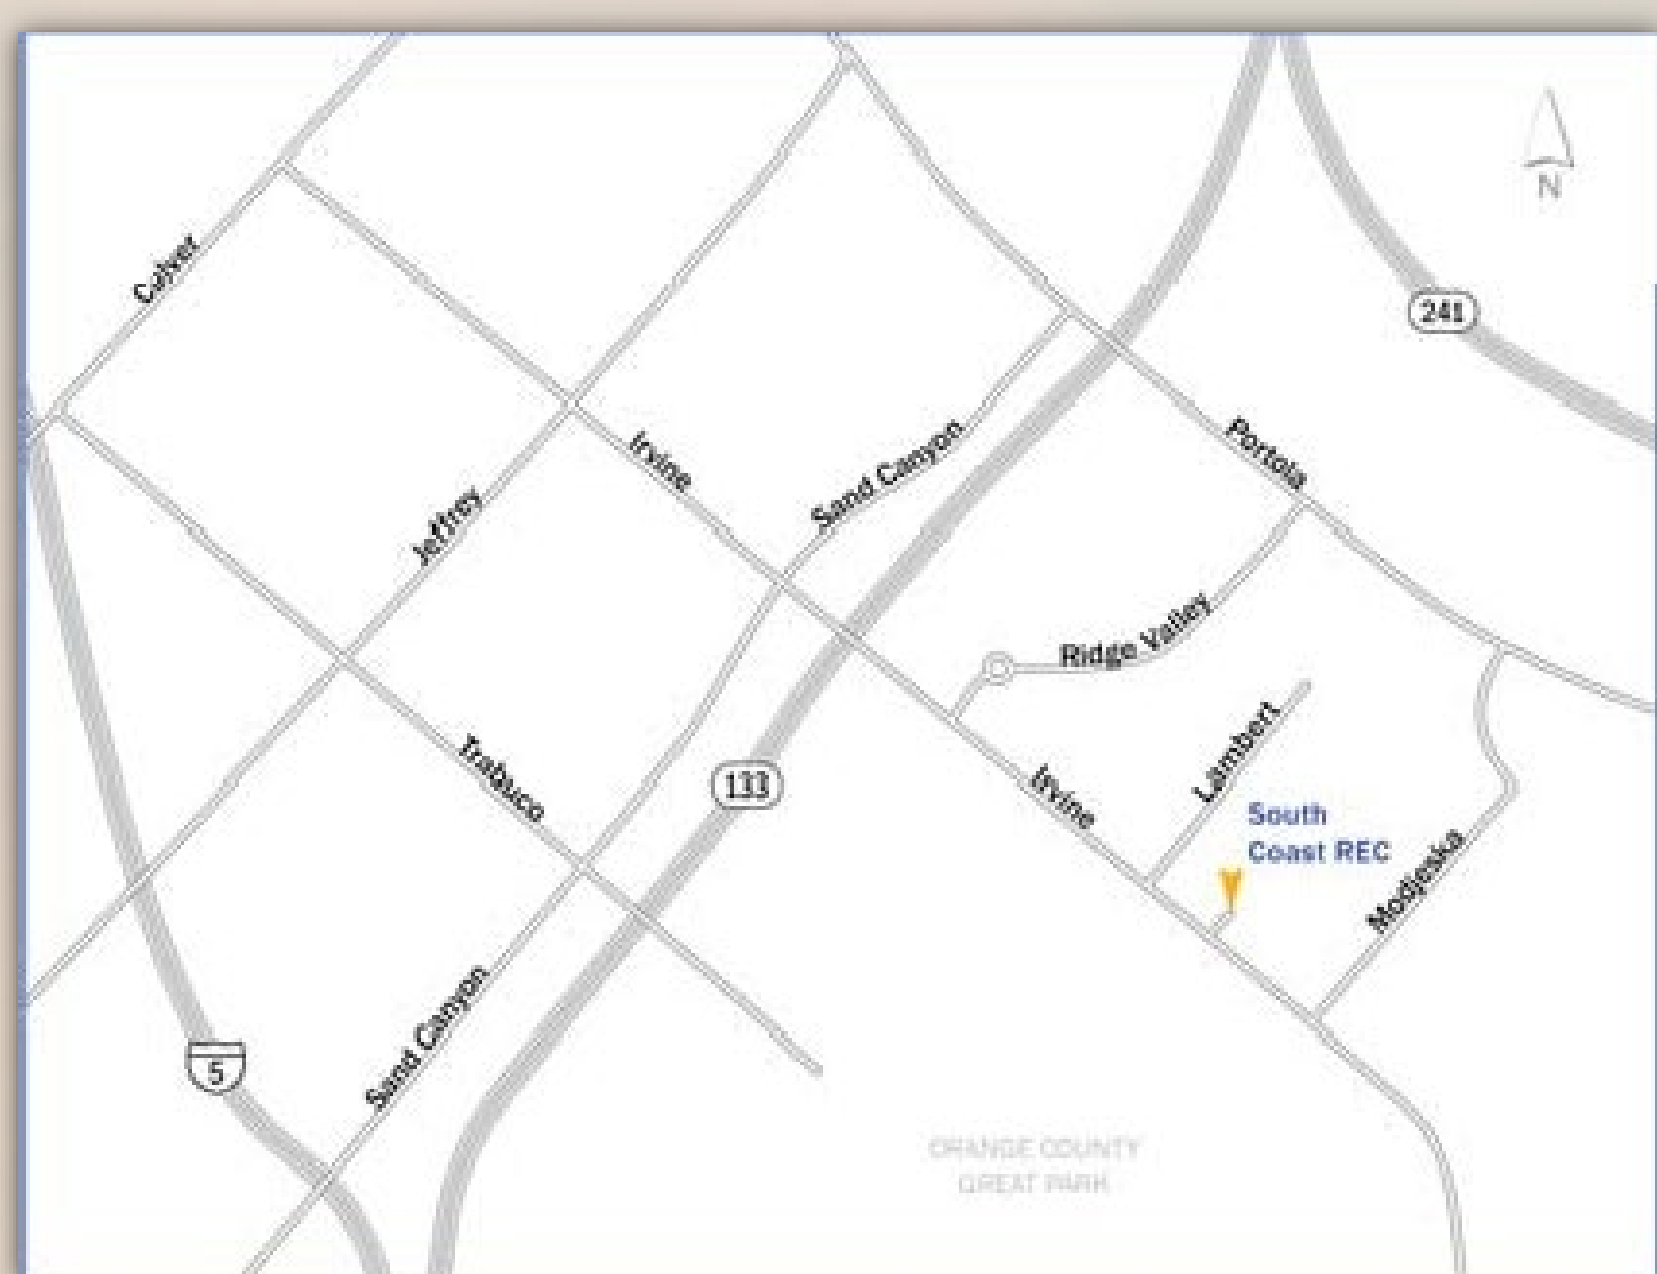 N
241
Culver
Portola
Irvine
Sand Canyon
Jeffrey
Ridge Valley
Lambert
Trabuco
133
Irvine
South
Coast REC
Modjeska
Sand Canyon
5
ORANGE COUNTY
GREAT PARK